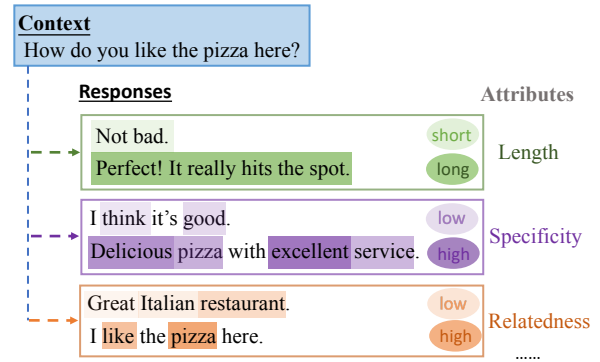 Context
How do you like the pizza here?
Responses
Attributes
Not bad.
short
Perfect! It really hits the spot.
long
Length
I think it's good.
low
Delicious pizza with excellent service.
high
Specificity
Great Italian restaurant.
low
I like the pizza here.
high
Relatedness
......